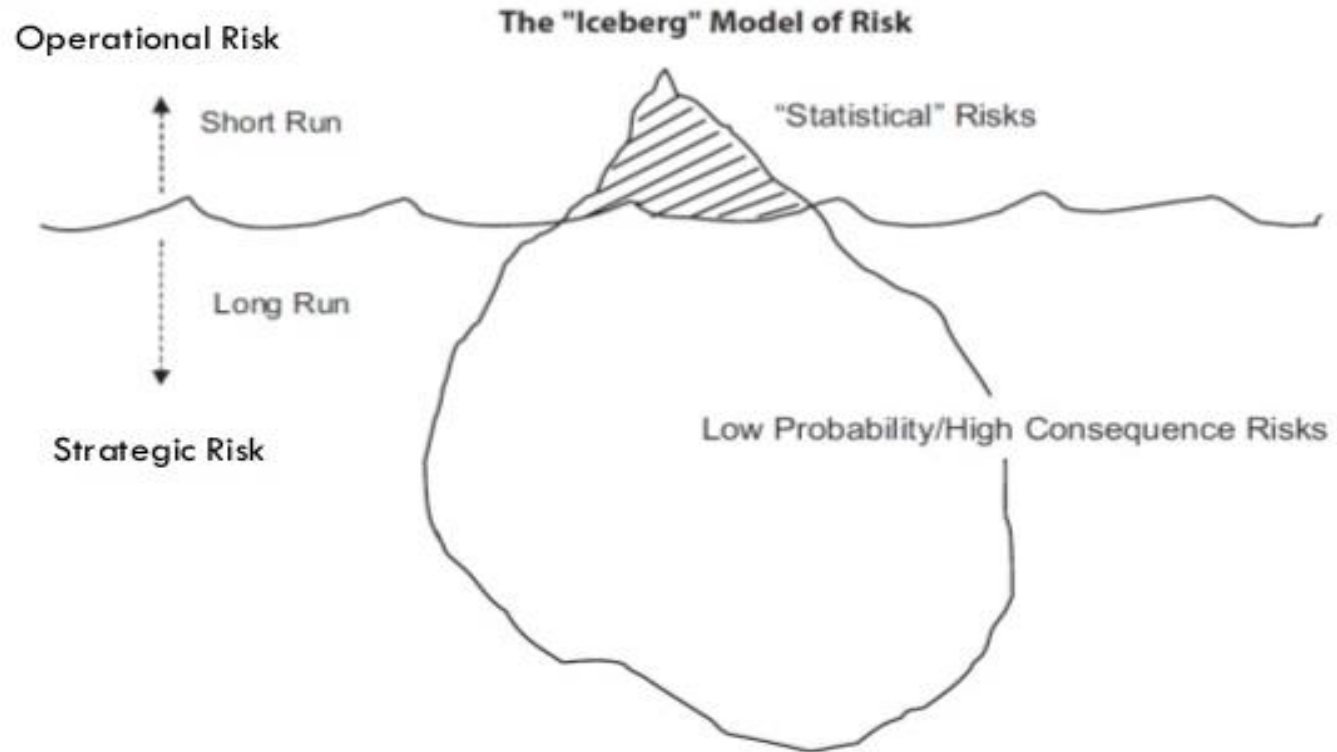 The "Iceberg" Model of Risk
Operational Risk
Short Run
“Statistical” Risks
Long Run
Low Probability/High Consequence Risks
Strategic Risk